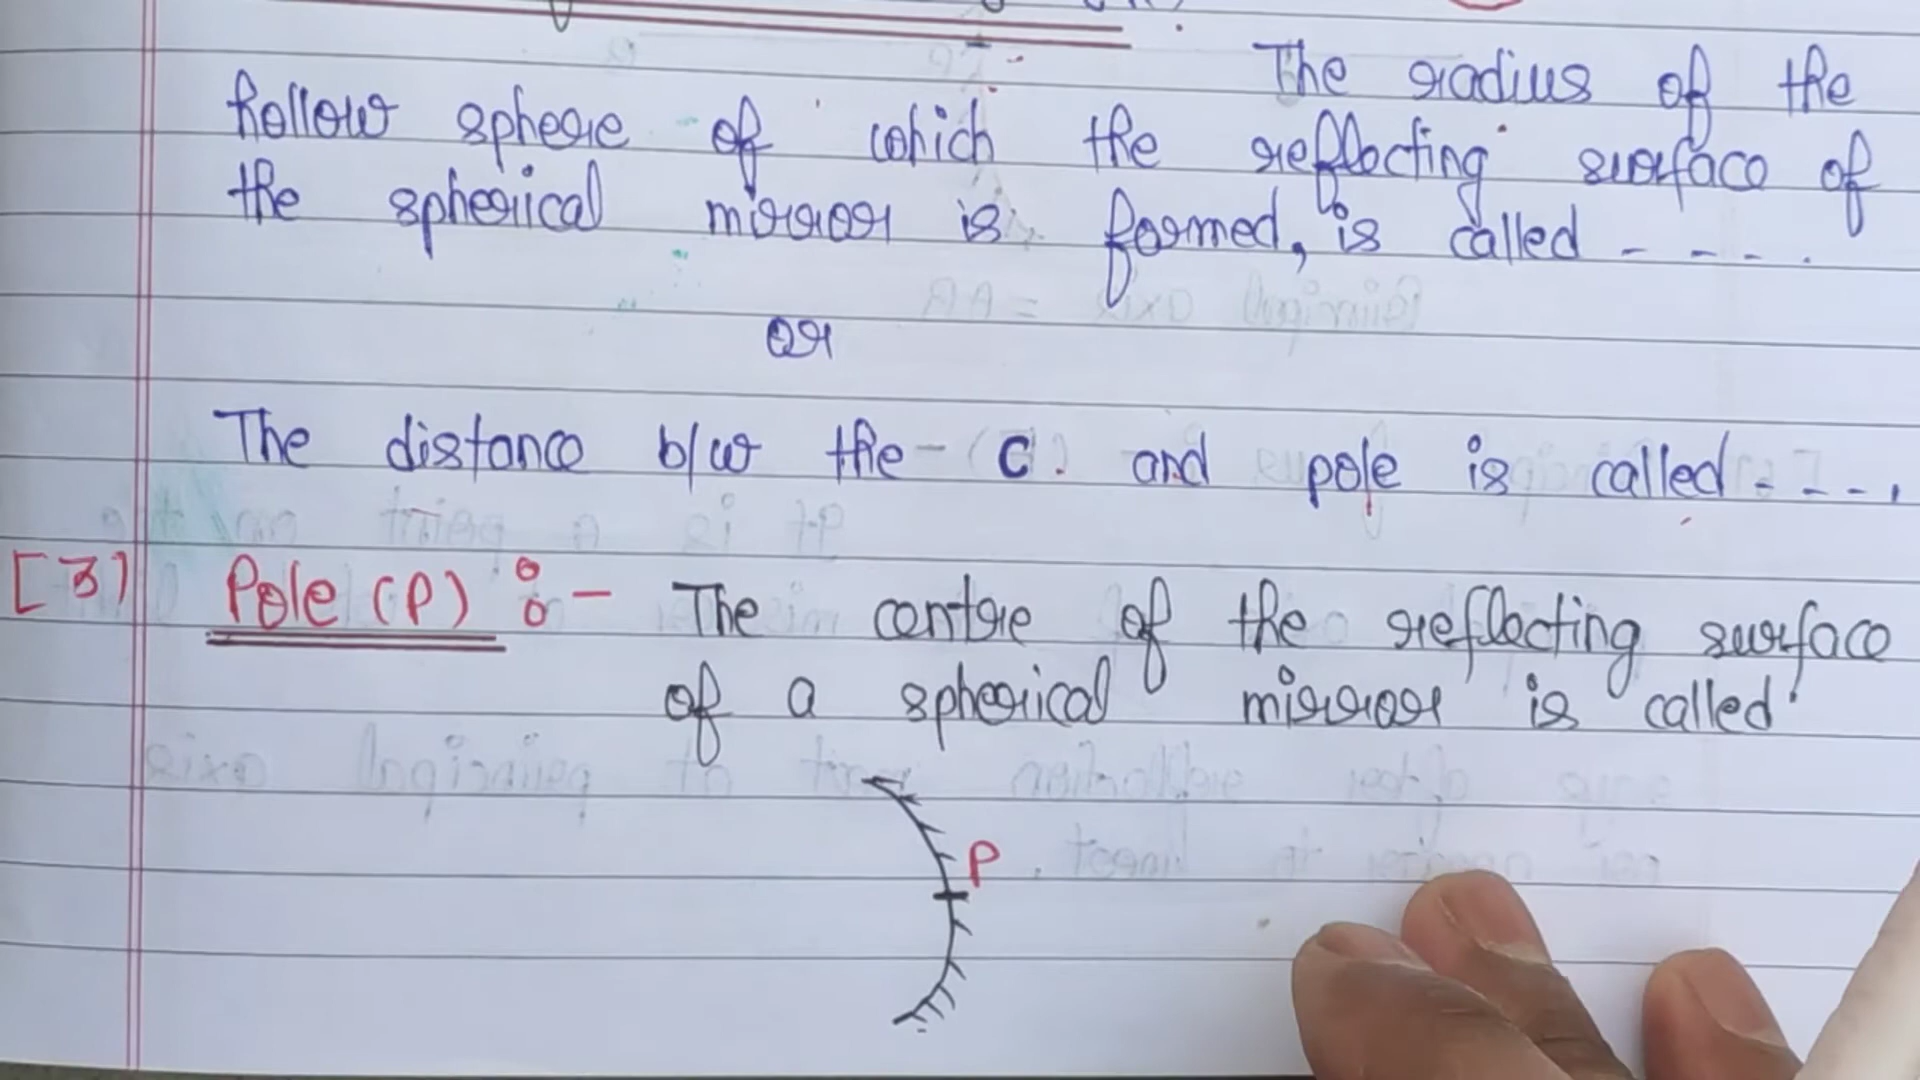 The radius of the
hollow sphere of which the reflecting surface of
the spherical mirror is formed, is called - - - .
or
The distance b/w the - C. and pole is called - - - .
[3] Pole (P) :- The centre of the reflecting surface
of a spherical mirror is called
P